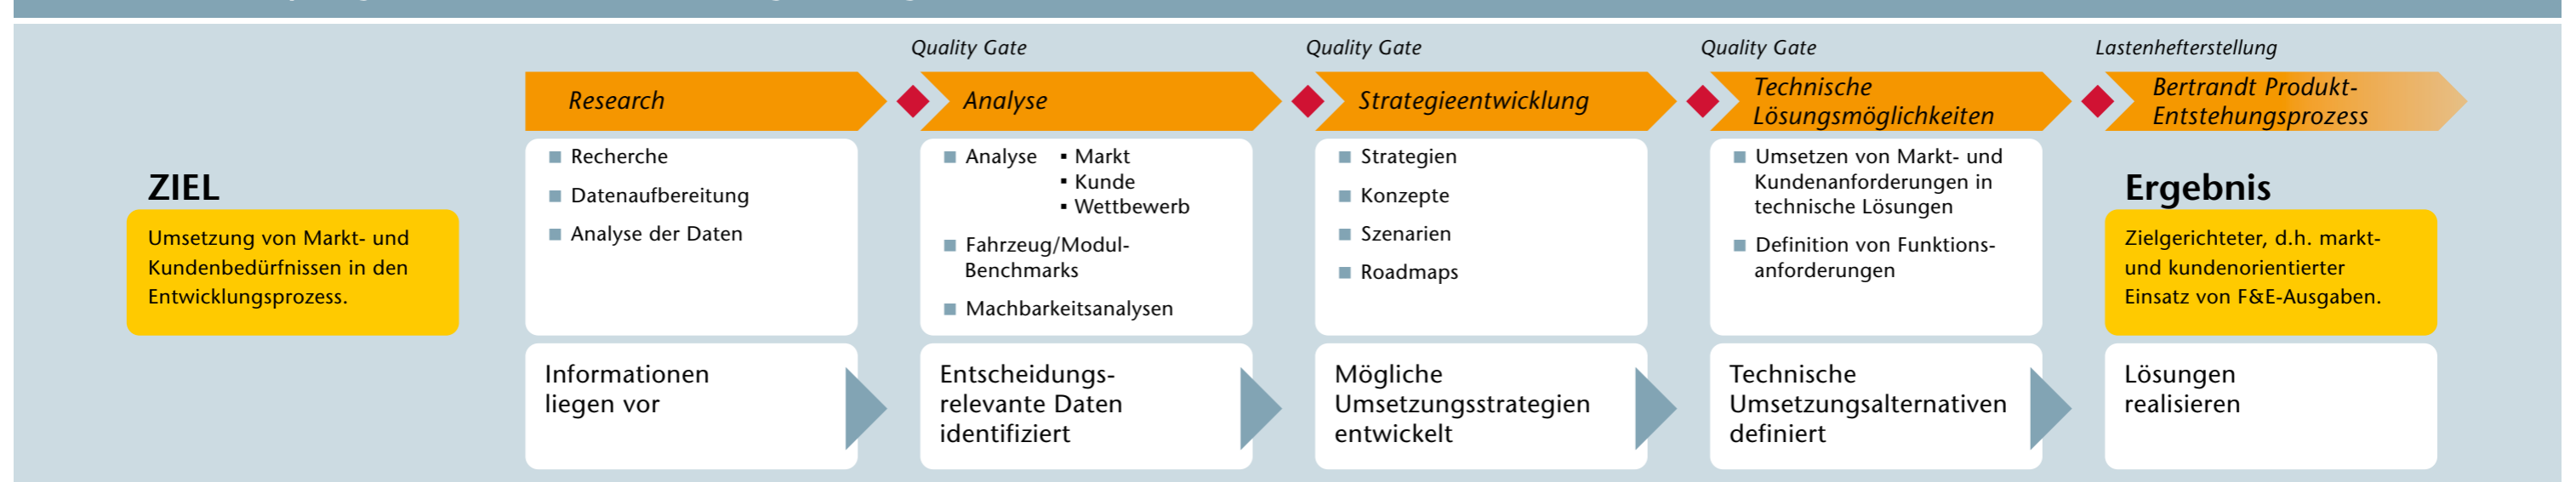 ZIEL
Umsetzung von Markt- und
Kundenbedürfnissen in den
Entwicklungsprozess.
Research
Recherche
Datenaufbereitung
Analyse der Daten
Informationen
liegen vor
Quality Gate
Analyse
Analyse ▪ Markt
▪ Kunde
▪ Wettbewerb
Fahrzeug/Modul-
Benchmarks
Machbarkeitsanalysen
Entscheidungs-
relevante Daten
identifiziert
Quality Gate
Strategieentwicklung
Strategien
Konzepte
Szenarien
Roadmaps
Mögliche
Umsetzungsstrategien
entwickelt
Quality Gate
Technische
Lösungsmöglichkeiten
Umsetzen von Markt- und
Kundenanforderungen in
technische Lösungen
Definition von Funktions-
anforderungen
Technische
Umsetzungsalternativen
definiert
Lastenhefterstellung
Bertrandt Produkt-
Entstehungsprozess
Ergebnis
Zielgerichteter, d.h. markt-
und kundenorientierter
Einsatz von F&E-Ausgaben.
Lösungen
realisieren